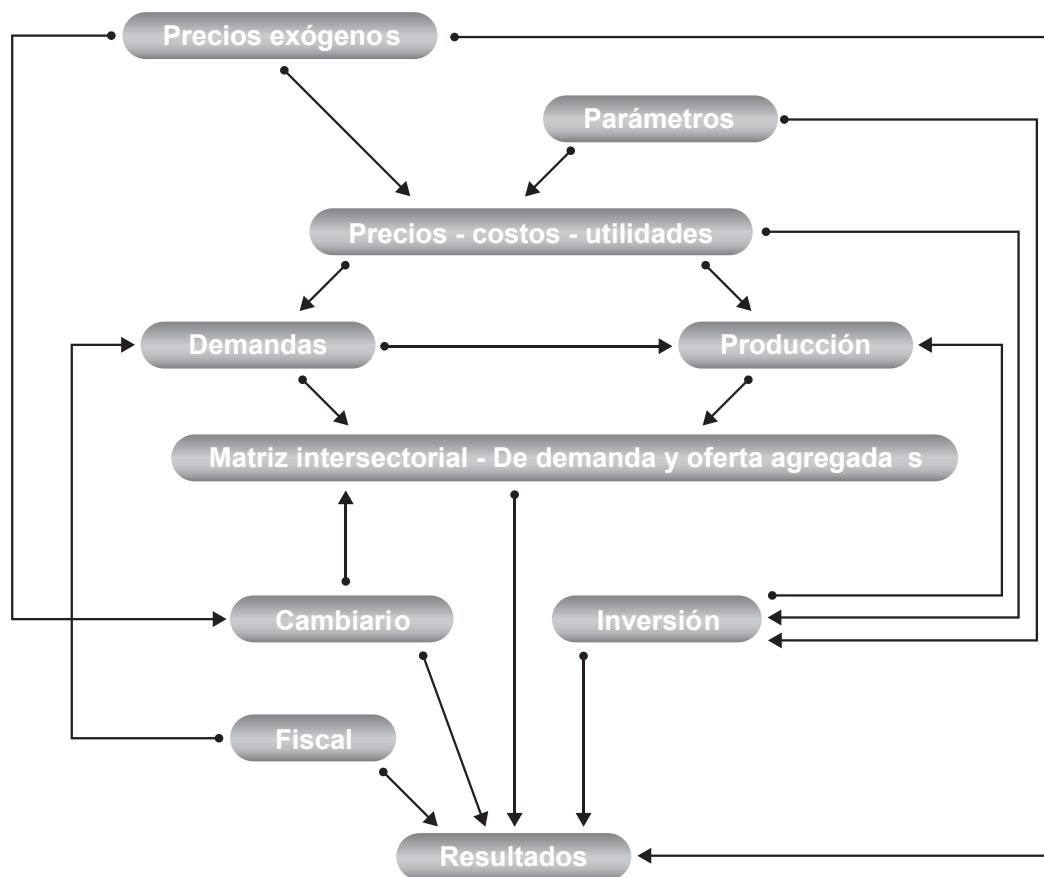 Precios exógenos
Parámetros
Precios - costos - utilidades
Demandas
Producción
Matriz intersectorial - De demanda y oferta agregada s
Cambiario
Inversión
Fiscal
Resultados